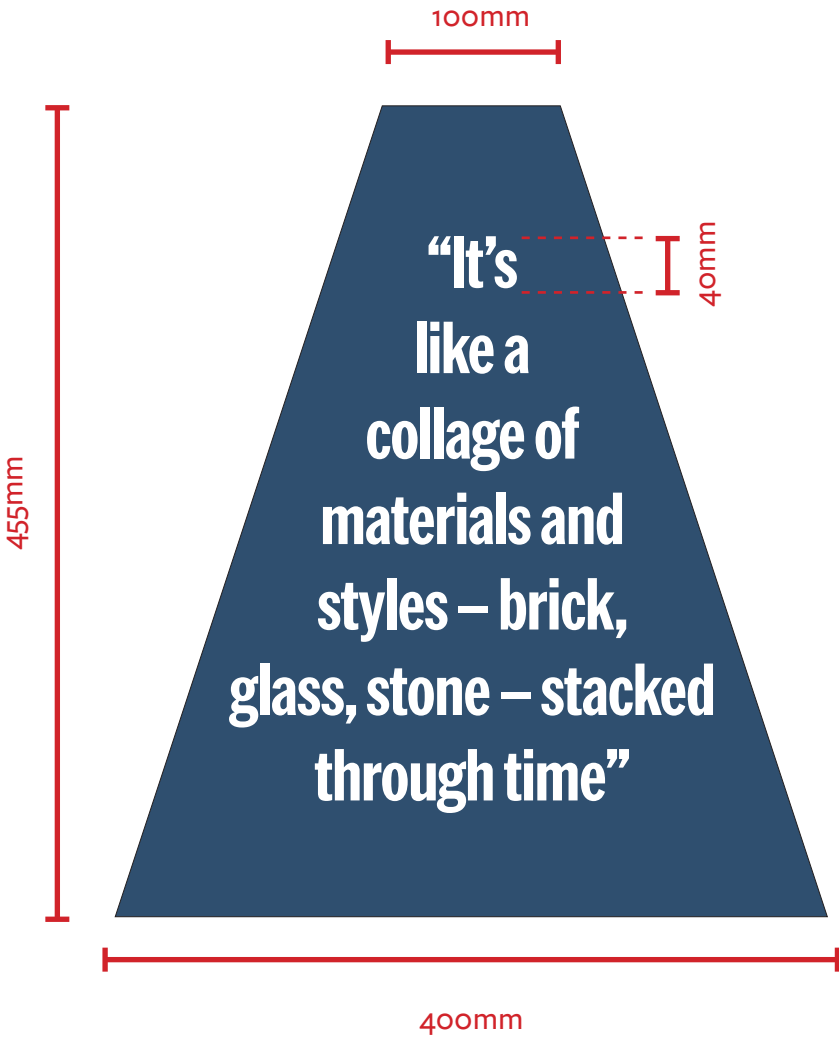 100mm
“It’s
40mm
like a
collage of
materials and
455mm
styles – brick,
glass, stone – stacked
through time”
400mm